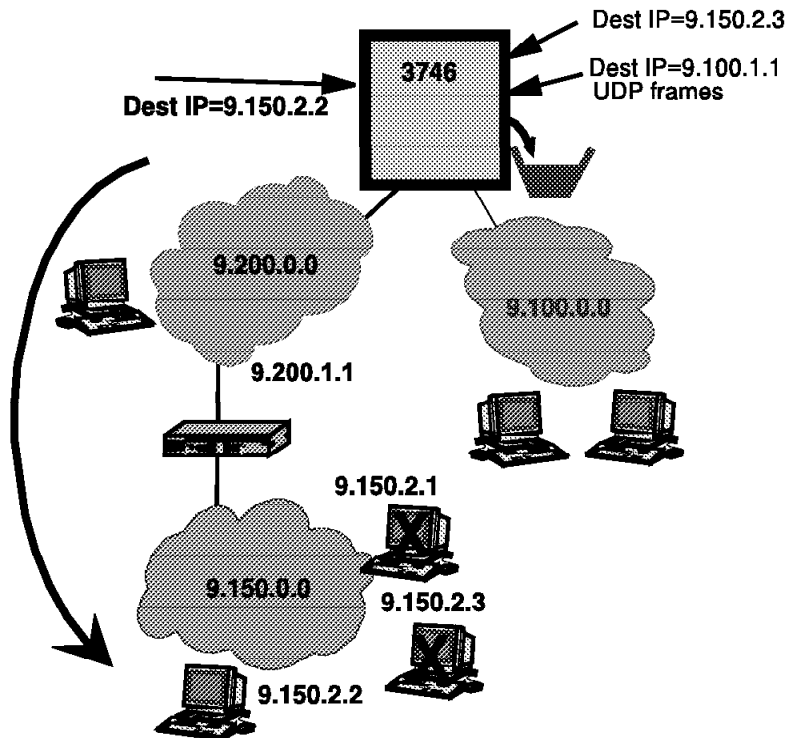 Dest IP=9.150.2.3
3746
Dest IP=9.100.1.1
UDP frames
Dest IP=9.150.2.2
9.200.0.0
9.100.0.0
9.200.1.1
9.150.2.1
X
9.150.0.0
9.150.2.3
X
9.150.2.2